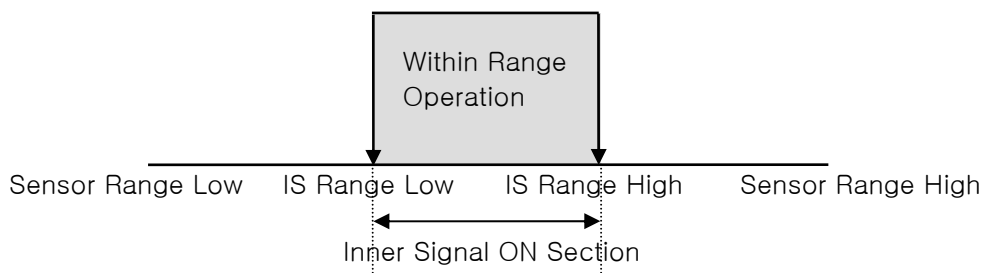 Within Range
Operation
Sensor Range Low IS Range Low IS Range High Sensor Range High
Inner Signal ON Section